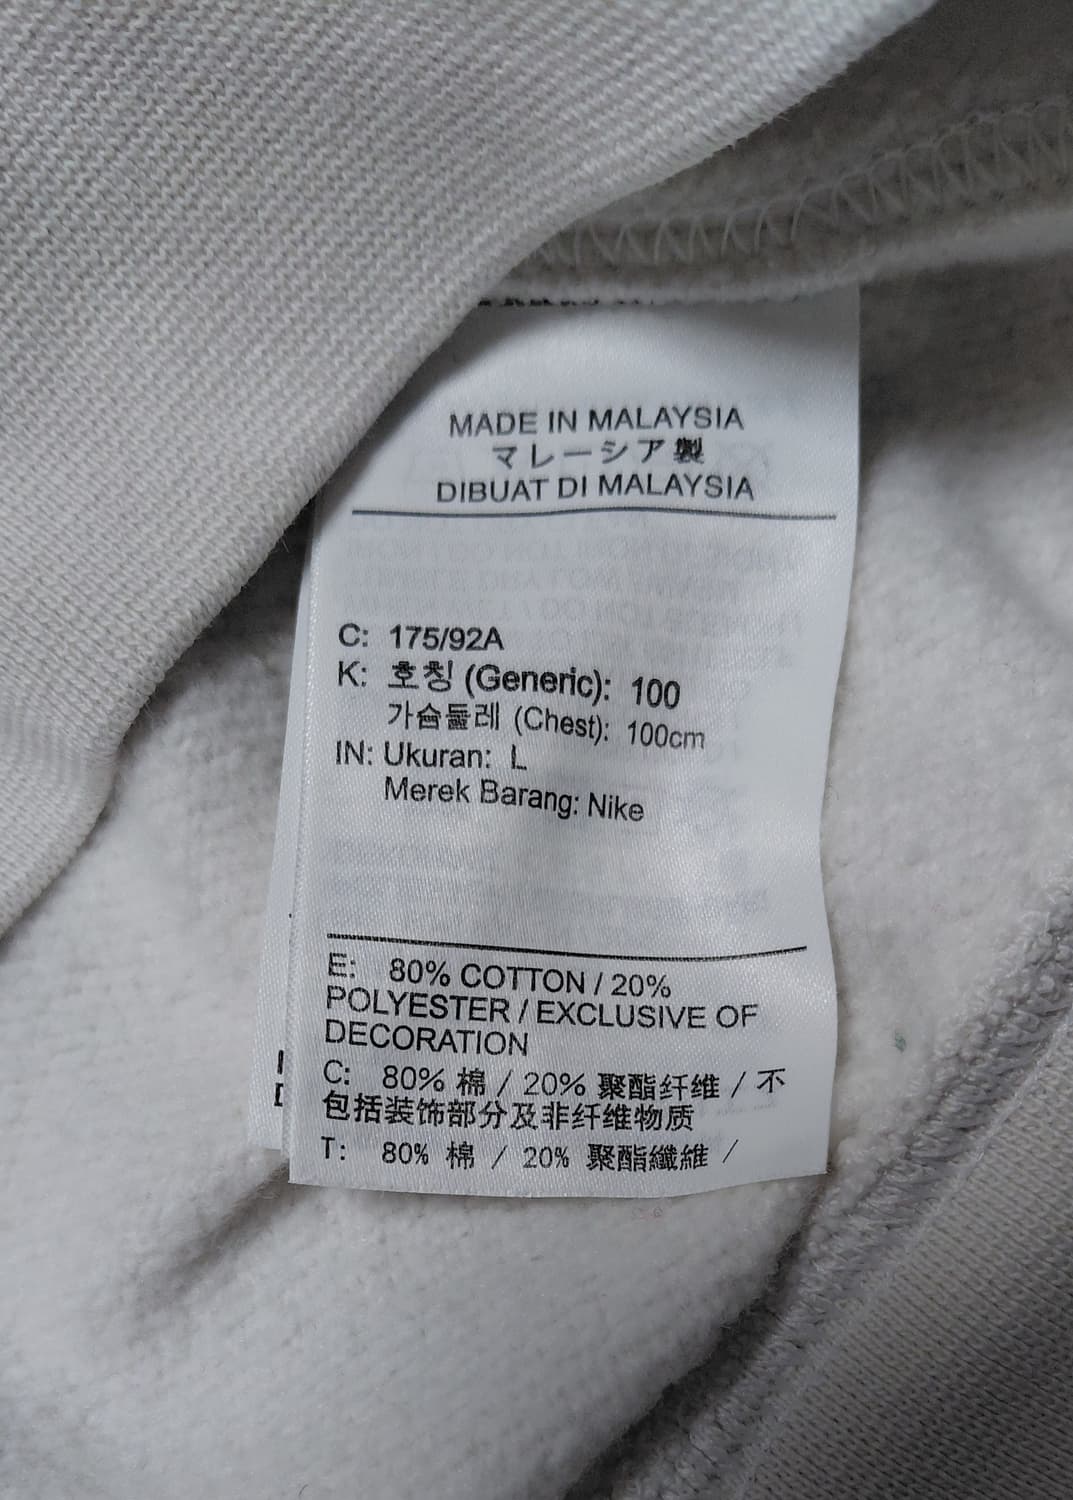 MADE IN MALAYSIA
マレーシア製
DIBUAT DI MALAYSIA
C: 175/92A
K: 호칭 (Generic): 100
가슴둘레 (Chest): 100cm
IN: Ukuran: L
Merek Barang: Nike
E: 80% COTTON / 20%
POLYESTER / EXCLUSIVE OF
DECORATION
C: 80% 棉 / 20% 聚酯纤维 / 不
包括装饰部分及非纤维物质
T: 80% 棉 / 20% 聚酯纖維 /